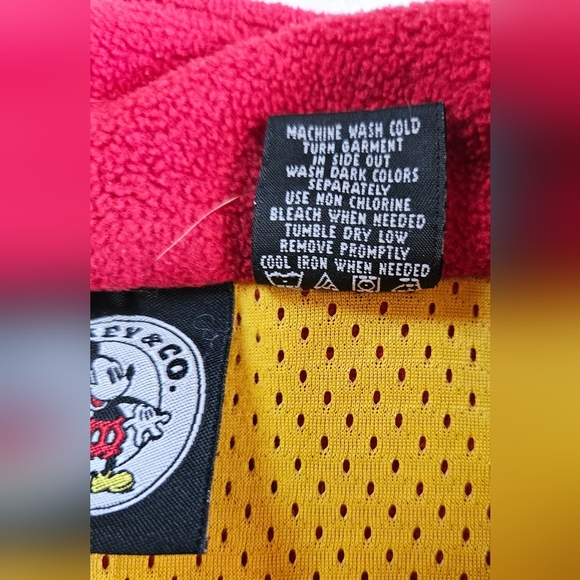 MACHINE WASH COLD
TURN GARMENT
IN SIDE OUT
WASH DARK COLORS
SEPARATELY
USE NON CHLORINE
BLEACH WHEN NEEDED
TUMBLE DRY LOW
REMOVE PROMPTLY
COOL IRON WHEN NEEDED
EY & CO.